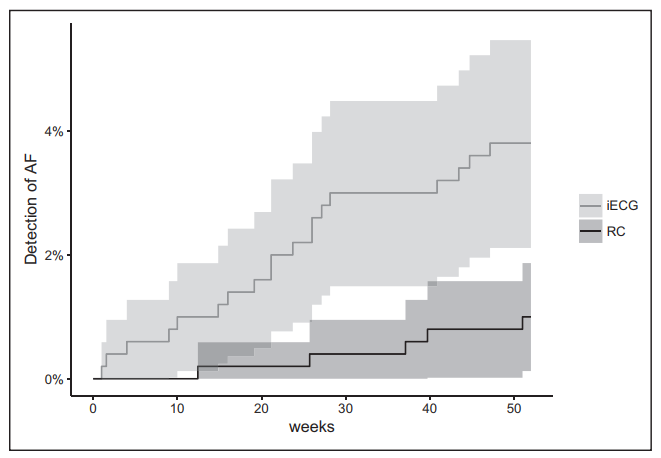 Detection of AF
4%
2%
0%
0 10 20 30 40 50
weeks
iECG
RC